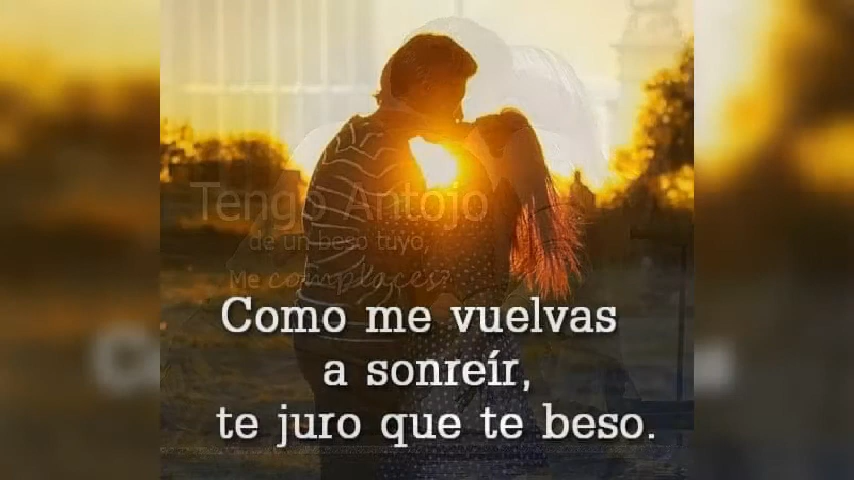 Tengo Antojo
de un beso tuyo,
Me complaces?
Como me vuelvas
a sonreír,
te juro que te beso.